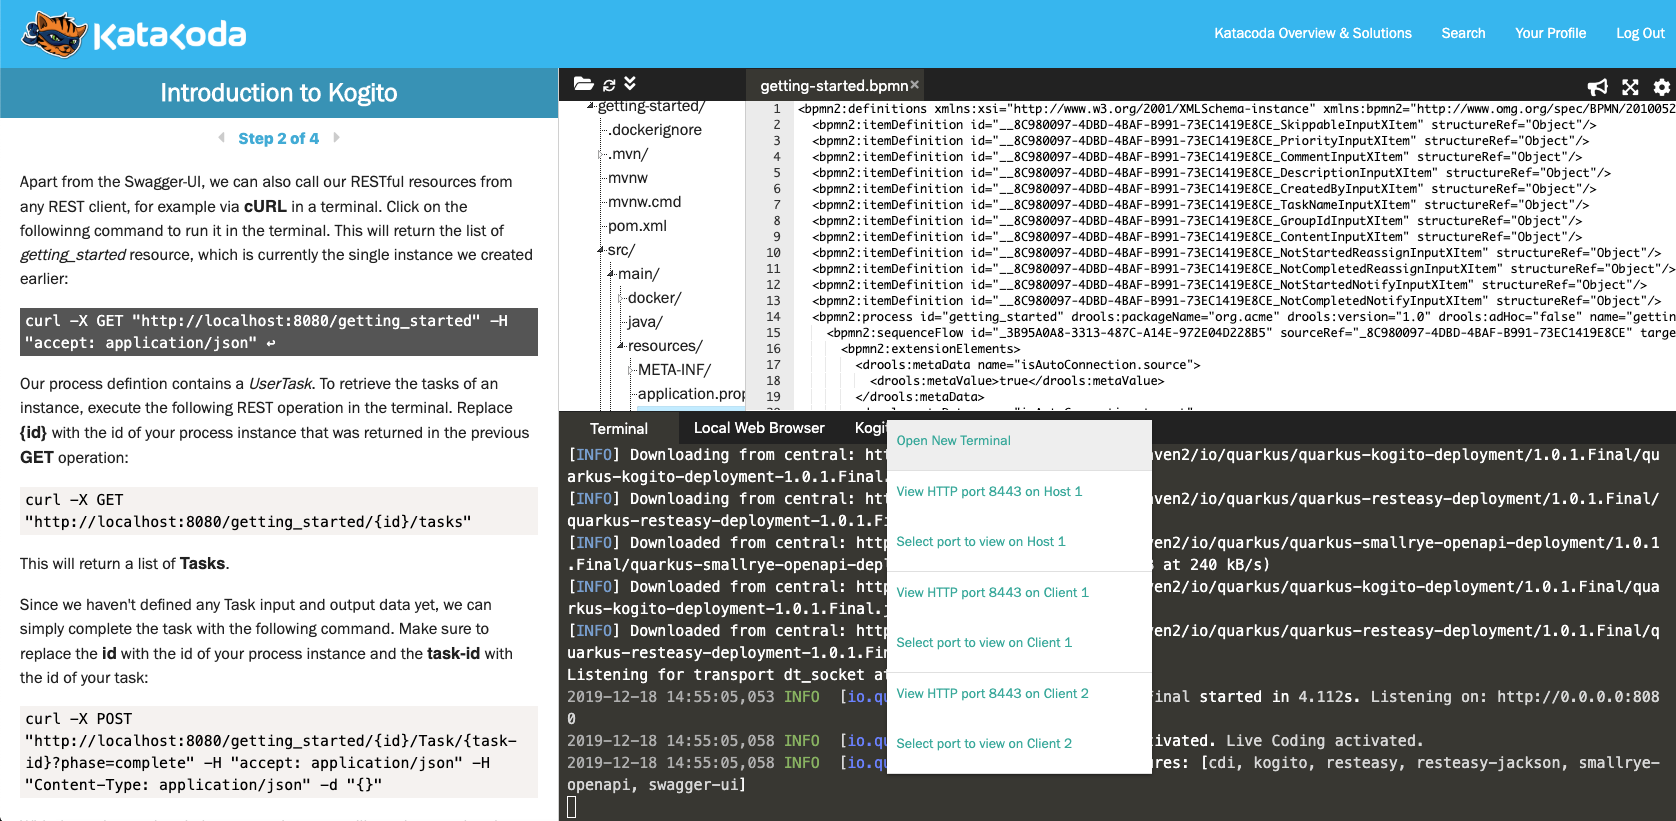 Katacoda
Katacoda Overview & Solutions
Search
Your Profile
Log Out
Introduction to Kogito
Step 2 of 4
Apart from the Swagger-UI, we can also call our RESTful resources from
any REST client, for example via cURL in a terminal. Click on the
followinng command to run it in the terminal. This will return the list of
getting_started resource, which is currently the single instance we created
earlier:
curl -X GET "http://localhost:8080/getting_started" -H
"accept: application/json" ↩
Our process defintion contains a UserTask. To retrieve the tasks of an
instance, execute the following REST operation in the terminal. Replace
{id} with the id of your process instance that was returned in the previous
GET operation:
curl -X GET
"http://localhost:8080/getting_started/{id}/tasks"
This will return a list of Tasks.
Since we haven't defined any Task input and output data yet, we can
simply complete the task with the following command. Make sure to
replace the id with the id of your process instance and the task-id with
the id of your task:
curl -X POST
"http://localhost:8080/getting_started/{id}/Task/{task-
id}?phase=complete" -H "accept: application/json" -H
"Content-Type: application/json" -d "{}"
getting-started/
.dockerignore
.mvn/
mvnw
mvnw.cmd
pom.xml
src/
main/
docker/
java/
resources/
META-INF/
application.prop
getting-started.bpmn ×
1 <bpmn2:definitions xmlns:xsi="http://www.w3.org/2001/XMLSchema-instance" xmlns:bpmn2="http://www.omg.org/spec/BPMN/2010052
2 <bpmn2:itemDefinition id="__8C980097-4DBD-4BAF-B991-73EC1419E8CE_SkippableInputXItem" structureRef="Object"/>
3 <bpmn2:itemDefinition id="__8C980097-4DBD-4BAF-B991-73EC1419E8CE_PriorityInputXItem" structureRef="Object"/>
4 <bpmn2:itemDefinition id="__8C980097-4DBD-4BAF-B991-73EC1419E8CE_CommentInputXItem" structureRef="Object"/>
5 <bpmn2:itemDefinition id="__8C980097-4DBD-4BAF-B991-73EC1419E8CE_DescriptionInputXItem" structureRef="Object"/>
6 <bpmn2:itemDefinition id="__8C980097-4DBD-4BAF-B991-73EC1419E8CE_CreatedByInputXItem" structureRef="Object"/>
7 <bpmn2:itemDefinition id="__8C980097-4DBD-4BAF-B991-73EC1419E8CE_TaskNameInputXItem" structureRef="Object"/>
8 <bpmn2:itemDefinition id="__8C980097-4DBD-4BAF-B991-73EC1419E8CE_GroupIdInputXItem" structureRef="Object"/>
9 <bpmn2:itemDefinition id="__8C980097-4DBD-4BAF-B991-73EC1419E8CE_ContentInputXItem" structureRef="Object"/>
10 <bpmn2:itemDefinition id="__8C980097-4DBD-4BAF-B991-73EC1419E8CE_NotStartedReassignInputXItem" structureRef="Object"/>
11 <bpmn2:itemDefinition id="__8C980097-4DBD-4BAF-B991-73EC1419E8CE_NotCompletedReassignInputXItem" structureRef="Object"/>
12 <bpmn2:itemDefinition id="__8C980097-4DBD-4BAF-B991-73EC1419E8CE_NotStartedNotifyInputXItem" structureRef="Object"/>
13 <bpmn2:itemDefinition id="__8C980097-4DBD-4BAF-B991-73EC1419E8CE_NotCompletedNotifyInputXItem" structureRef="Object"/>
14 <bpmn2:process id="getting_started" drools:packageName="org.acme" drools:version="1.0" drools:adHoc="false" name="gettin
15 <bpmn2:sequenceFlow id="_3B95A0A8-3313-487C-A14E-972E04D228B5" sourceRef="_8C980097-4DBD-4BAF-B991-73EC1419E8CE" targe
16 <bpmn2:extensionElements>
17 <drools:metaData name="isAutoConnection.source">
18 <drools:metaValue>true</drools:metaValue>
19 </drools:metaData>
Terminal
Local Web Browser
Kogi
[INFO] Downloading from central: htt ven2/io/quarkus/quarkus-kogito-deployment/1.0.1.Final/qu
arkus-kogito-deployment-1.0.1.Final.
[INFO] Downloading from central: htt ven2/io/quarkus/quarkus-resteasy-deployment/1.0.1.Final/
quarkus-resteasy-deployment-1.0.1.Fi
[INFO] Downloaded from central: http ven2/io/quarkus/quarkus-smallrye-openapi-deployment/1.0.1
.Final/quarkus-smallrye-openapi-depl at 240 kB/s)
[INFO] Downloaded from central: http ven2/io/quarkus/quarkus-kogito-deployment/1.0.1.Final/qua
rkus-kogito-deployment-1.0.1.Final.j
[INFO] Downloaded from central: http ven2/io/quarkus/quarkus-resteasy-deployment/1.0.1.Final/q
uarkus-resteasy-deployment-1.0.1.Fin
Listening for transport dt_socket at
2019-12-18 14:55:05,053 INFO [io.qu inal started in 4.112s. Listening on: http://0.0.0.0:808
0
2019-12-18 14:55:05,058 INFO [io.qu ivated. Live Coding activated.
2019-12-18 14:55:05,058 INFO [io.qu res: [cdi, kogito, resteasy, resteasy-jackson, smallrye-
openapi, swagger-ui]
Open New Terminal
View HTTP port 8443 on Host 1
Select port to view on Host 1
View HTTP port 8443 on Client 1
Select port to view on Client 1
View HTTP port 8443 on Client 2
Select port to view on Client 2